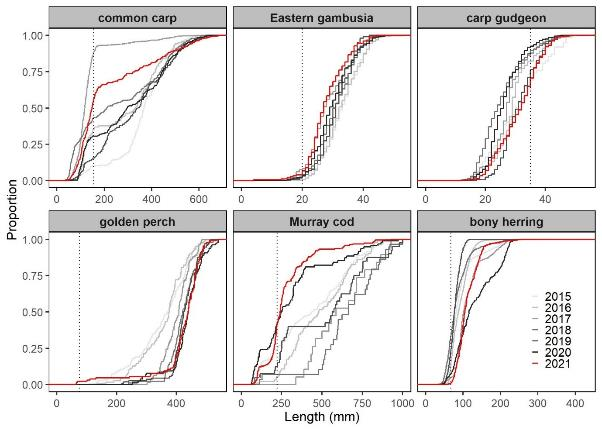 common carp Eastern gambusia carp gudgeon
1.00
0.75
0.50
0.25
0.00
0 200 400 600 0 20 40 0 20 40
Proportion
golden perch Murray cod bony herring
1.00
0.75
0.50
0.25
0.00
2015
2016
2017
2018
2019
2020
2021
0 200 400 0 250 500 750 1000 0 100 200 300 400
Length (mm)